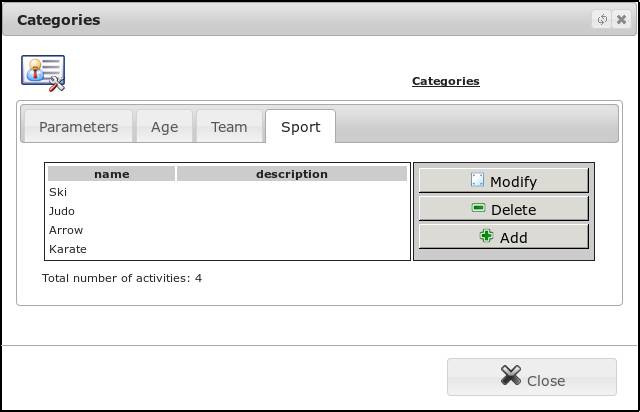 Categories
Categories
Parameters Age Team Sport
name description
Ski
Judo
Arrow
Karate
Modify
Delete
Add
Total number of activities: 4
Close